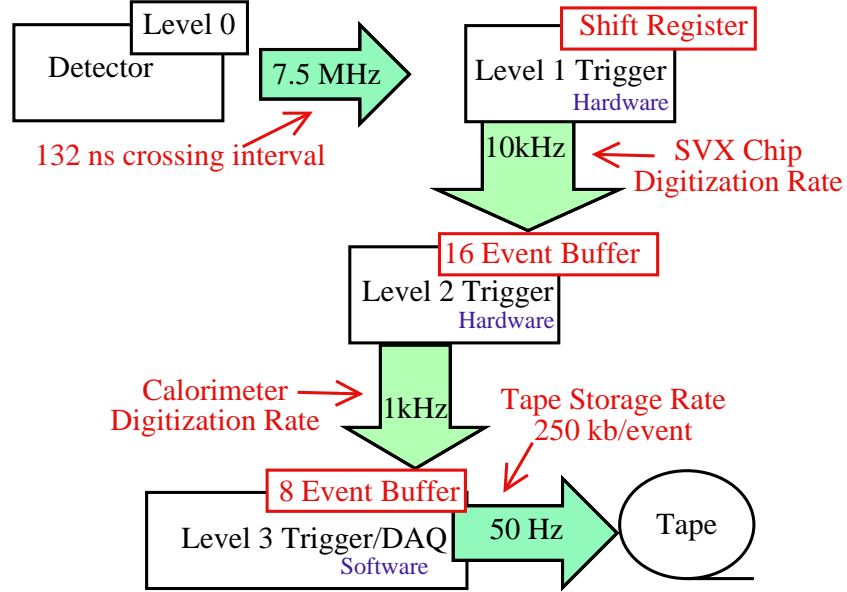 Level 0
Detector
7.5 MHz
132 ns crossing interval
Shift Register
Level 1 Trigger
Hardware
10kHz
SVX Chip
Digitization Rate
16 Event Buffer
Level 2 Trigger
Hardware
Calorimeter
Digitization Rate
1kHz
Tape Storage Rate
250 kb/event
8 Event Buffer
Level 3 Trigger/DAQ
Software
50 Hz
Tape